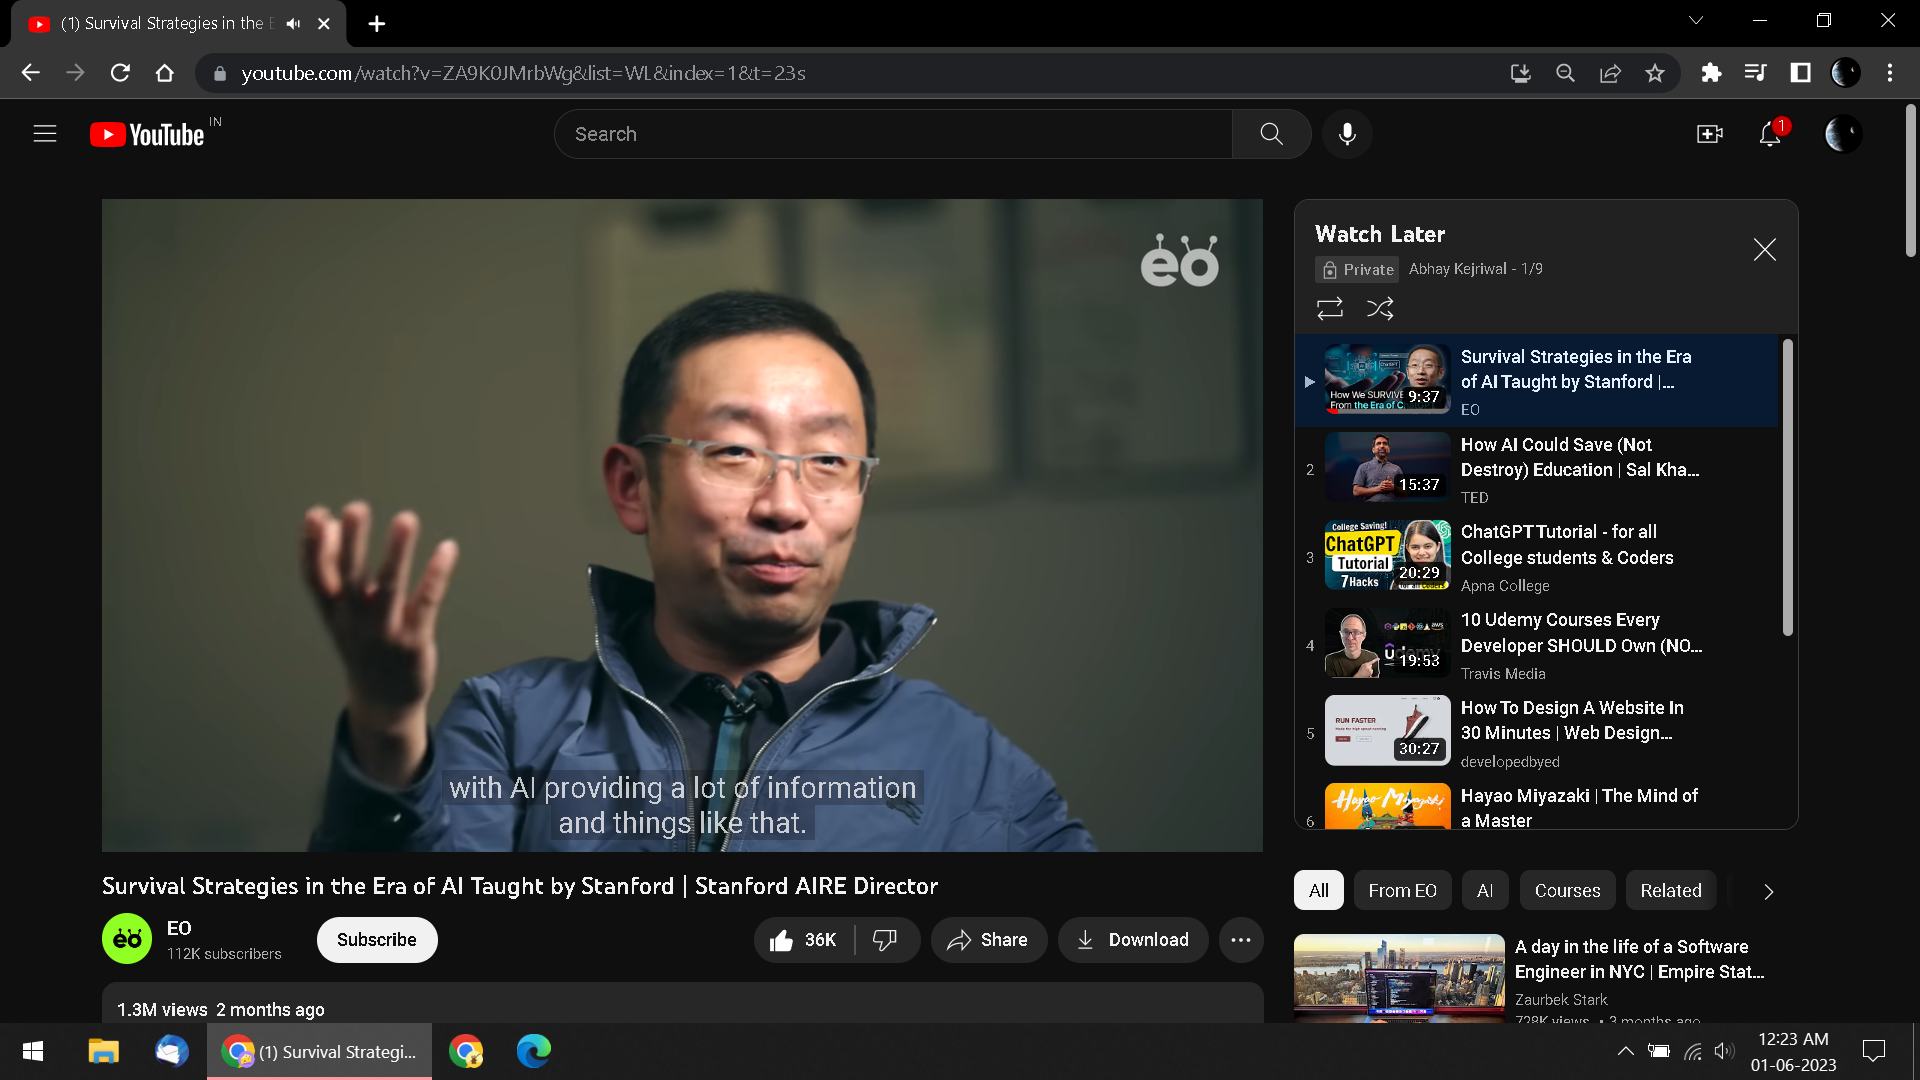 (1) Survival Strategies in the E
youtube.com/watch?v=ZA9K0JMrbWg&list=WL&index=1&t=23s
YouTube IN
Search
1
eo
with AI providing a lot of information
and things like that.
Survival Strategies in the Era of AI Taught by Stanford | Stanford AIRE Director
eo
EO
112K subscribers
Subscribe
36K
Share
Download
1.3M views 2 months ago
Watch Later
Private
Abhay Kejriwal - 1/9
How We SURVIVE
From the Era of C
9:37
Survival Strategies in the Era
of AI Taught by Stanford |...
EO
2
15:37
How AI Could Save (Not
Destroy) Education | Sal Kha...
TED
3
College Saving!
ChatGPT
Tutorial
7 Hacks
20:29
ChatGPT Tutorial - for all
College students & Coders
Apna College
4
aws
19:53
10 Udemy Courses Every
Developer SHOULD Own (NO...
Travis Media
5
RUN FASTER
30:27
How To Design A Website In
30 Minutes | Web Design...
developedbyed
6
Hayao Miyazaki
Hayao Miyazaki | The Mind of
a Master
All
From EO
AI
Courses
Related
A day in the life of a Software
Engineer in NYC | Empire Stat...
Zaurbek Stark
728K views • 3 months ago
(1) Survival Strategi...
12:23 AM
01-06-2023